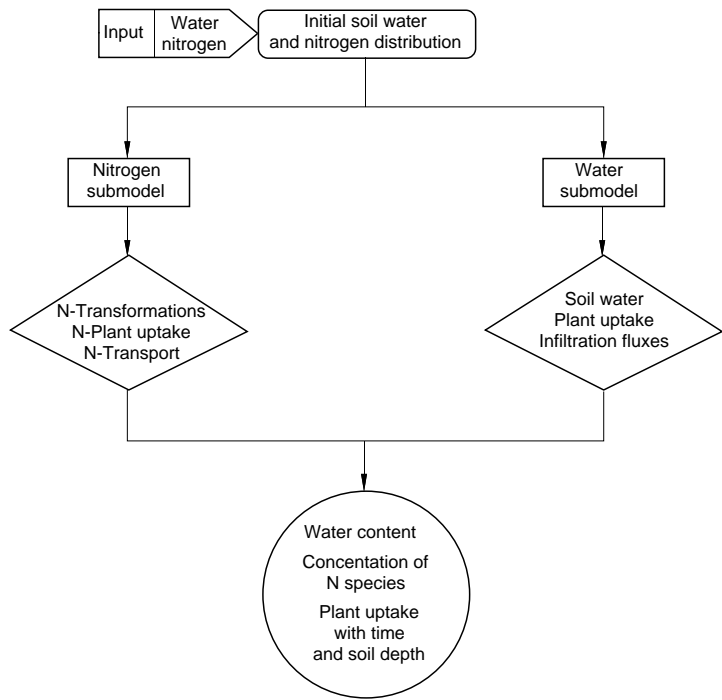 Input
Water
nitrogen
Initial soil water
and nitrogen distribution
Nitrogen
submodel
Water
submodel
N-Transformations
N-Plant uptake
N-Transport
Soil water
Plant uptake
Infiltration fluxes
Water content
Concentation of
N species
Plant uptake
with time
and soil depth